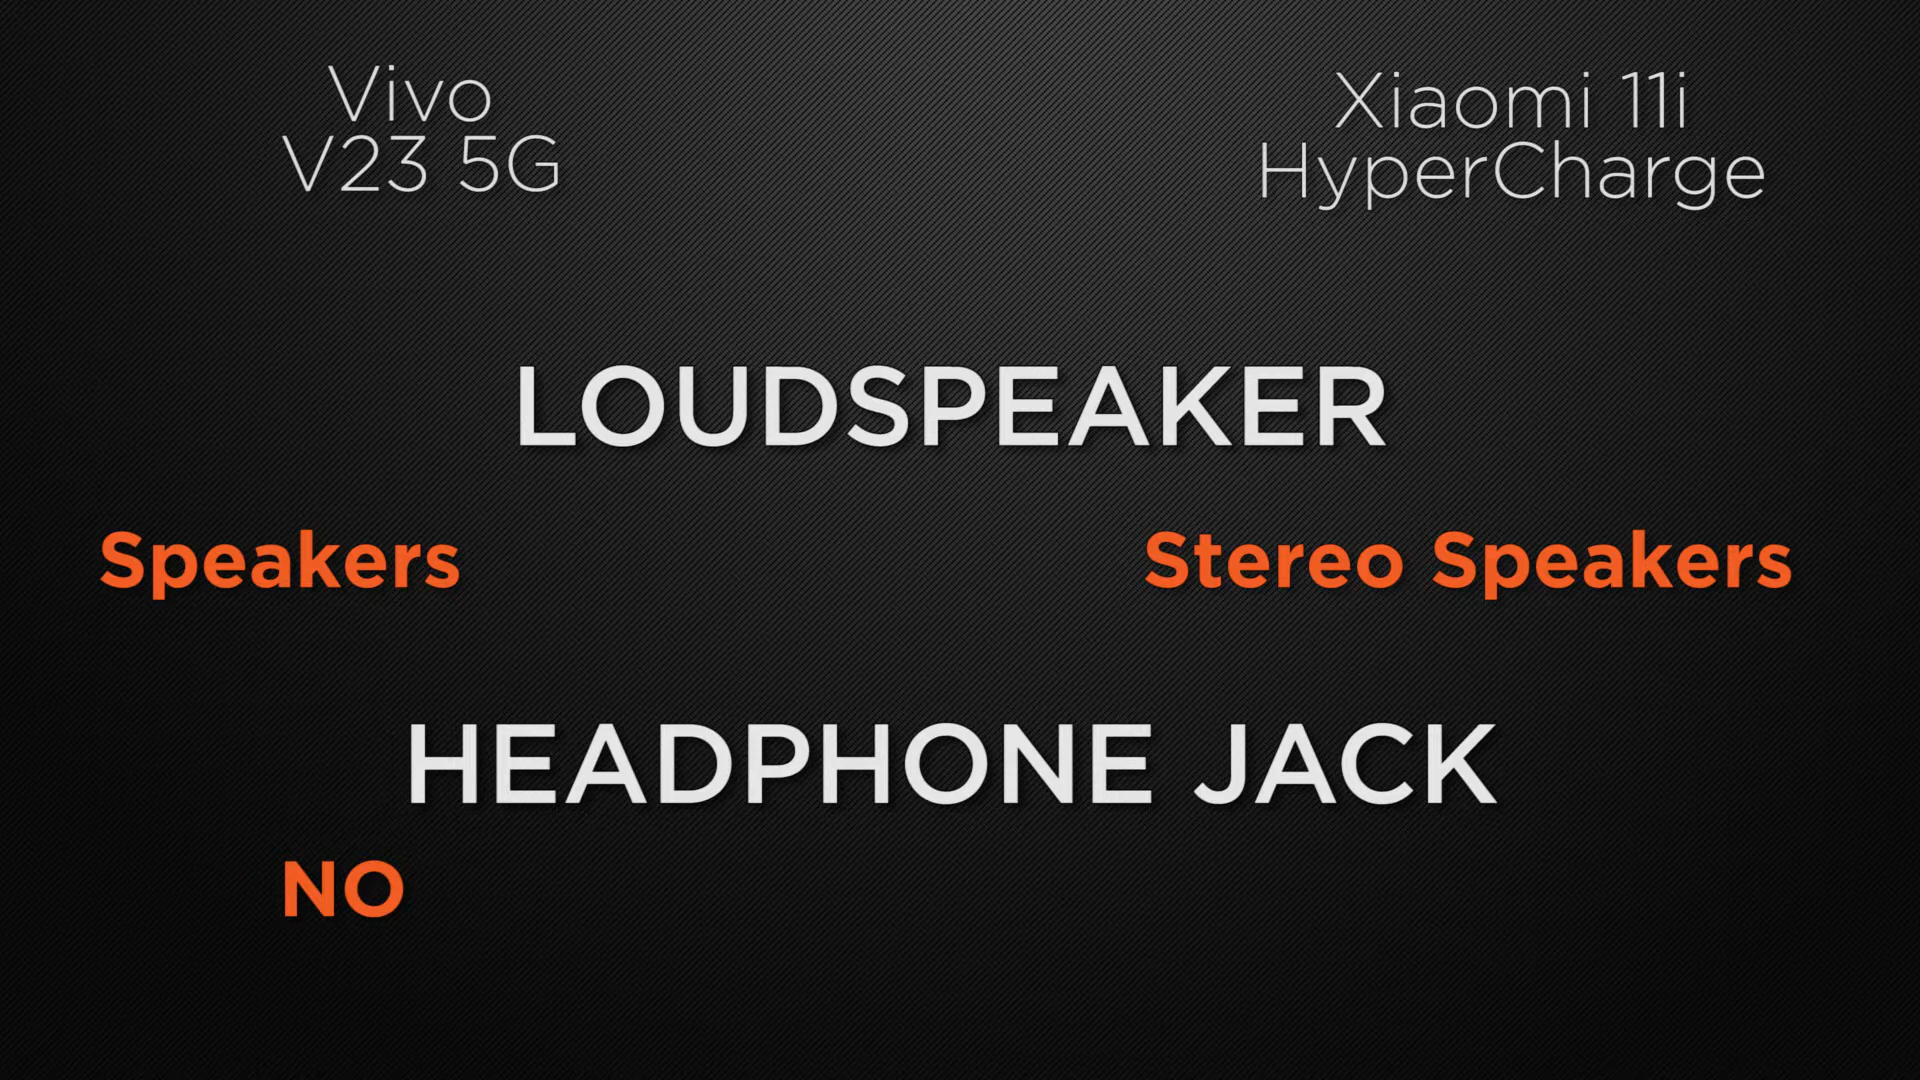 Vivo
V23 5G
Xiaomi 11i
HyperCharge
LOUDSPEAKER
Speakers
Stereo Speakers
HEADPHONE JACK
NO